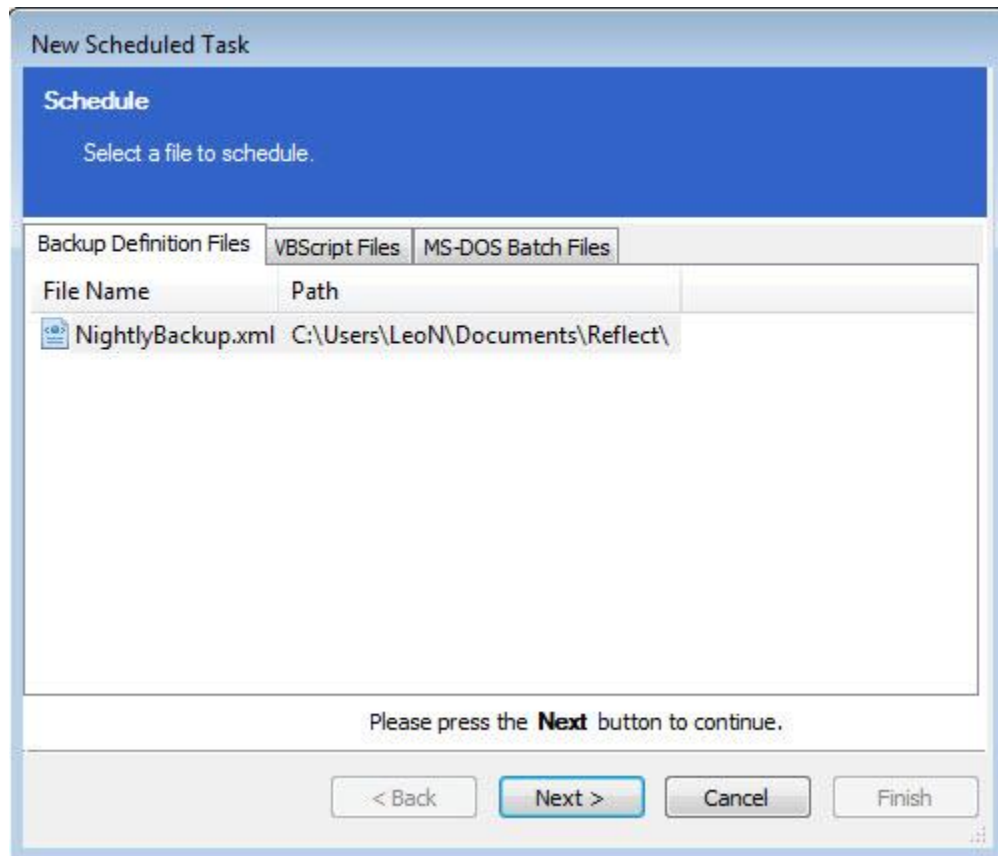 New Scheduled Task
Schedule
Select a file to schedule.
Backup Definition Files VBScript Files MS-DOS Batch Files
File Name Path
NightlyBackup.xml C:\Users\LeoN\Documents\Reflect\
Please press the Next button to continue.
< Back Next > Cancel Finish